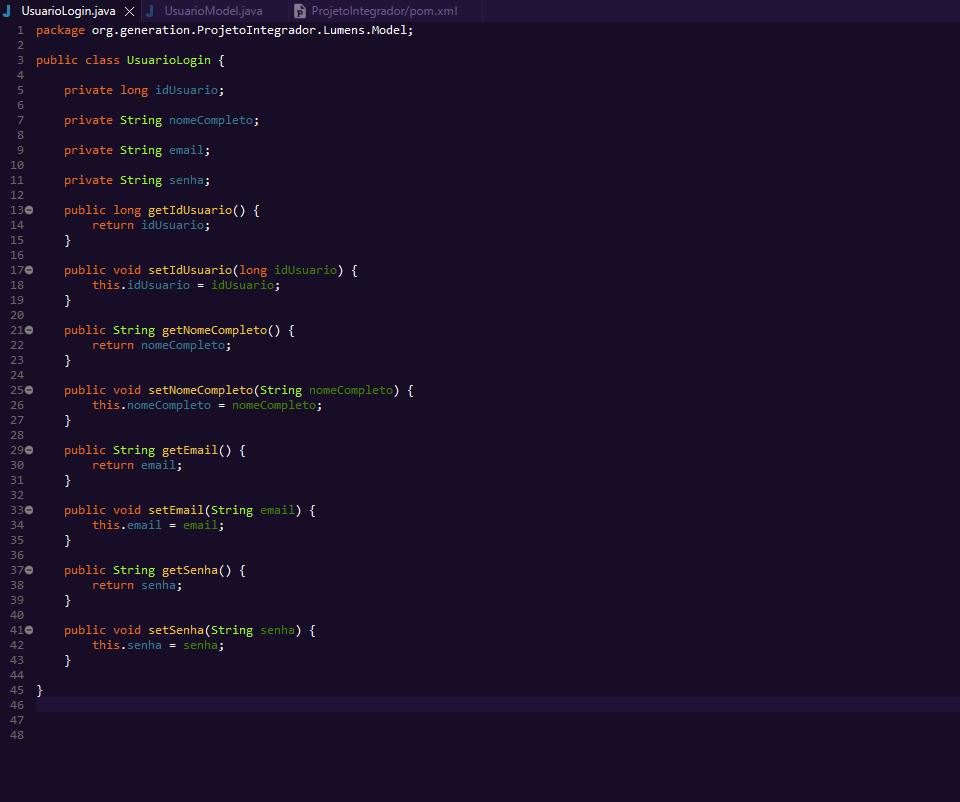 UsuarioLogin.java UsuarioModel.java ProjetoIntegrador/pom.xml
1 package org.generation.ProjetoIntegrador.Lumens.Model;
2
3 public class UsuarioLogin {
4
5 private long idUsuario;
6
7 private String nomeCompleto;
8
9 private String email;
10
11 private String senha;
12
13 public long getIdUsuario() {
14 return idUsuario;
15 }
16
17 public void setIdUsuario(long idUsuario) {
18 this.idUsuario = idUsuario;
19 }
20
21 public String getNomeCompleto() {
22 return nomeCompleto;
23 }
24
25 public void setNomeCompleto(String nomeCompleto) {
26 this.nomeCompleto = nomeCompleto;
27 }
28
29 public String getEmail() {
30 return email;
31 }
32
33 public void setEmail(String email) {
34 this.email = email;
35 }
36
37 public String getSenha() {
38 return senha;
39 }
40
41 public void setSenha(String senha) {
42 this.senha = senha;
43 }
44
45 }
46
47
48